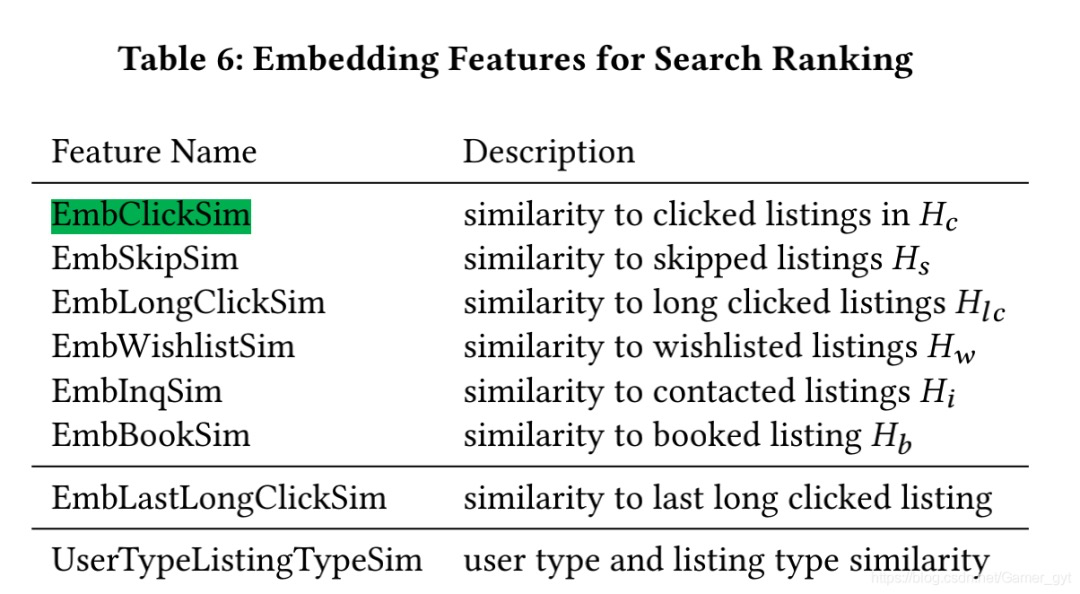 Table 6: Embedding Features for Search Ranking
Feature Name Description
EmbClickSim similarity to clicked listings in H_c
EmbSkipSim similarity to skipped listings H_s
EmbLongClickSim similarity to long clicked listings H_lc
EmbWishlistSim similarity to wishlisted listings H_w
EmbInqSim similarity to contacted listings H_i
EmbBookSim similarity to booked listing H_b
EmbLastLongClickSim similarity to last long clicked listing
UserTypeListingTypeSim user type and listing type similarity
https://blog.csdn.net/Gamer_gyt